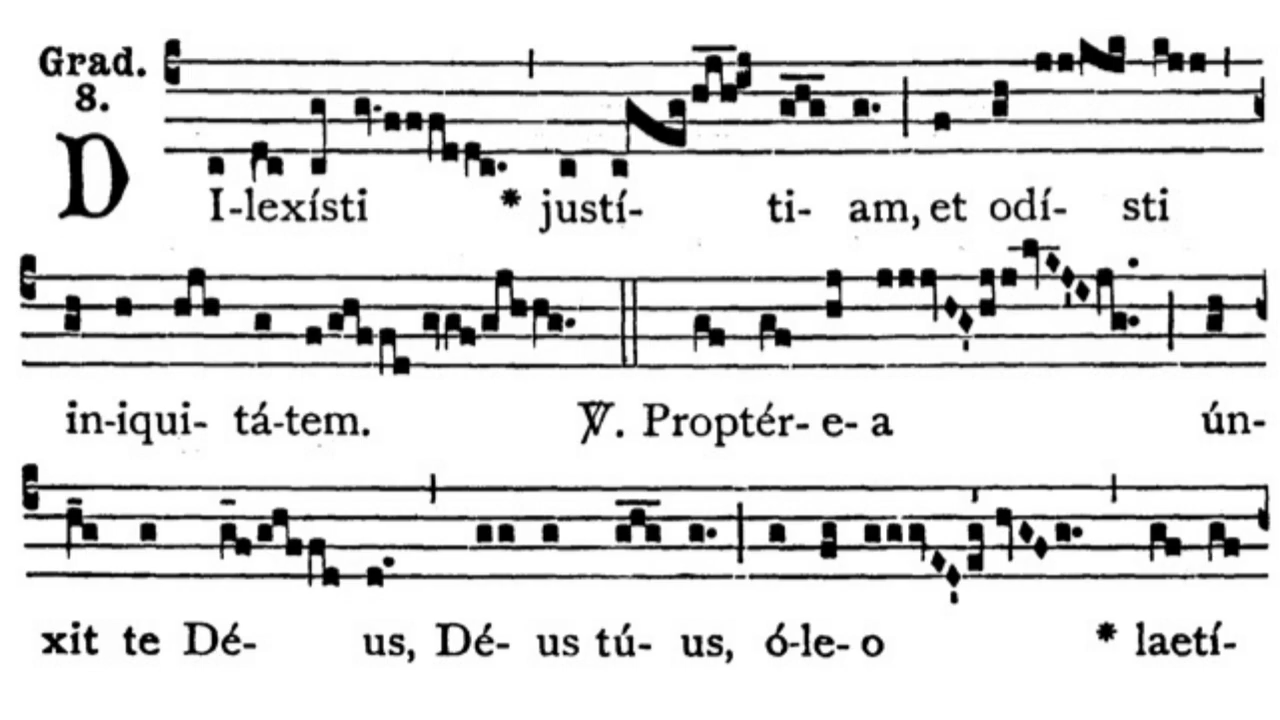 Grad.
8.
DI-lexísti * justí- ti- am, et odí- sti
in-iqui- tá-tem. ℣. Proptér- e- a ún-
xit te Dé- us, Dé- us tú- us, ó-le- o * laetí-